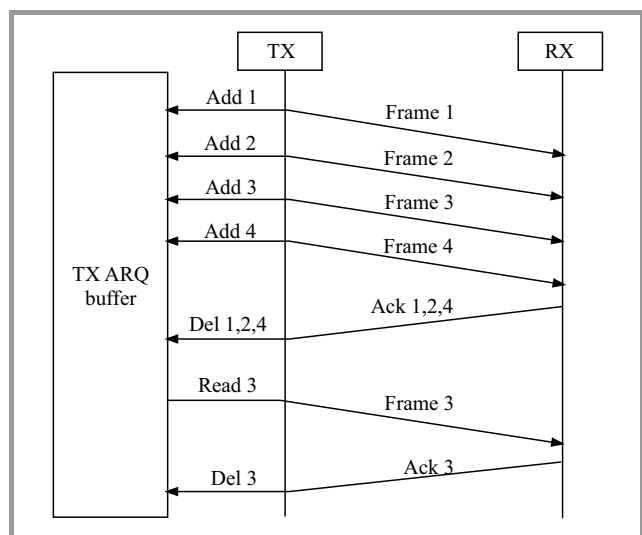 TX
RX
Add 1
Frame 1
Add 2
Frame 2
Add 3
Frame 3
Add 4
Frame 4
TX ARQ
buffer
Ack 1,2,4
Del 1,2,4
Read 3
Frame 3
Ack 3
Del 3